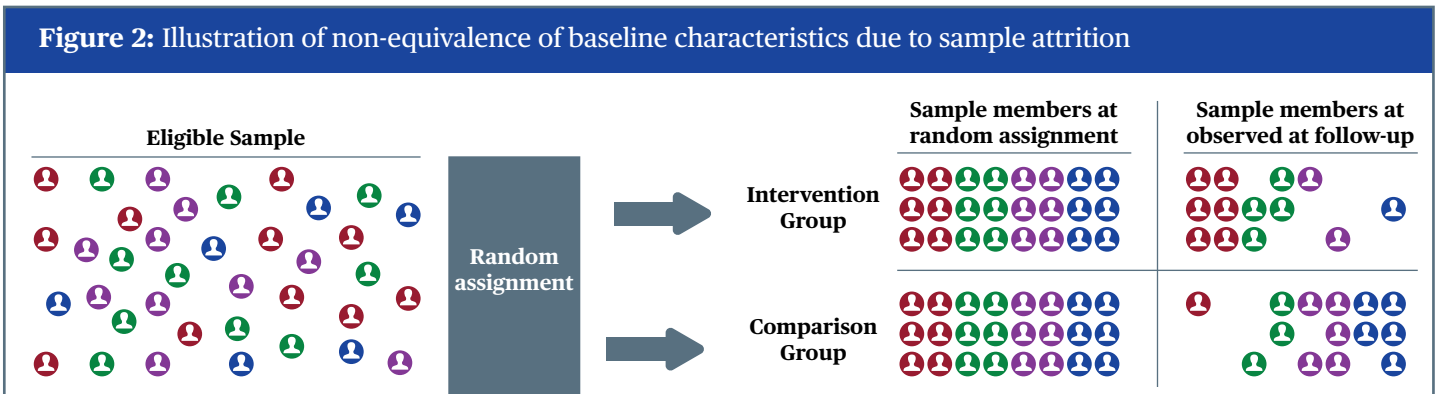 Figure 2: Illustration of non-equivalence of baseline characteristics due to sample attrition
Eligible Sample
Random
assignment
Sample members at
random assignment
Sample members at
observed at follow-up
Intervention
Group
Comparison
Group